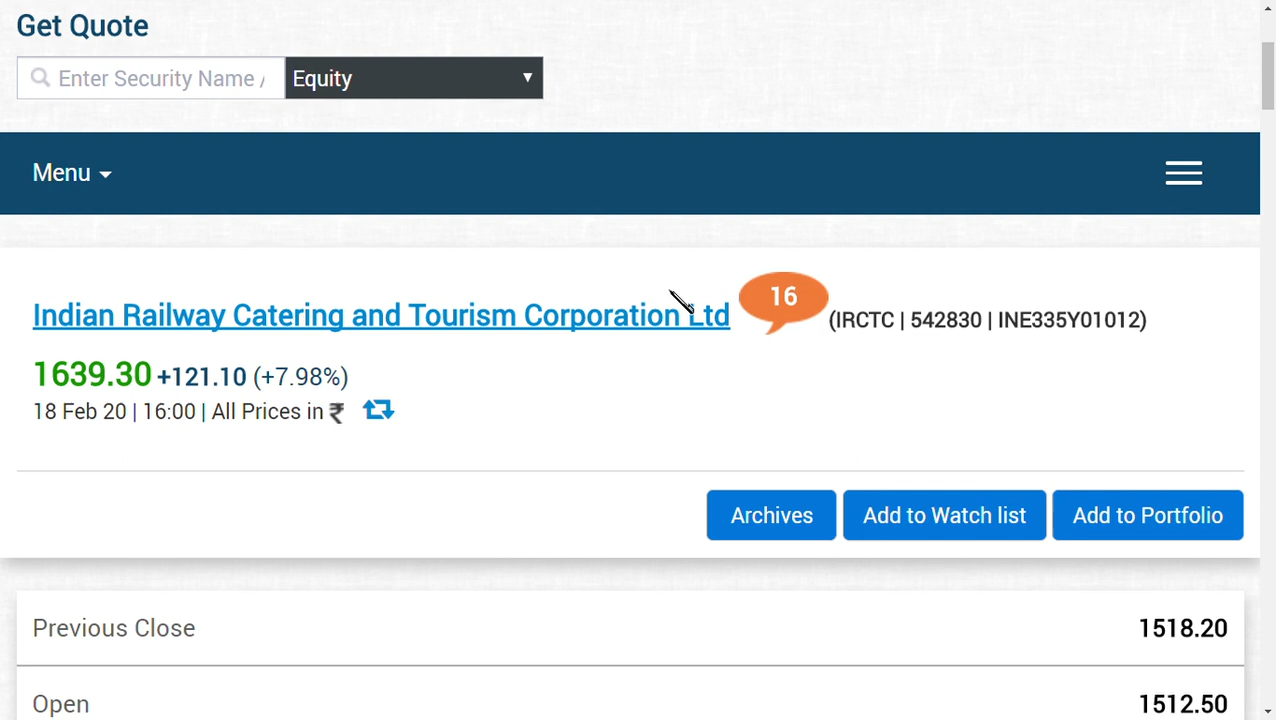 Get Quote
Enter Security Name / Equity
Menu
Indian Railway Catering and Tourism Corporation Ltd 16 (IRCTC | 542830 | INE335Y01012)
1639.30 +121.10 (+7.98%)
18 Feb 20 | 16:00 | All Prices in ₹
Archives Add to Watch list Add to Portfolio
Previous Close 1518.20
Open 1512.50